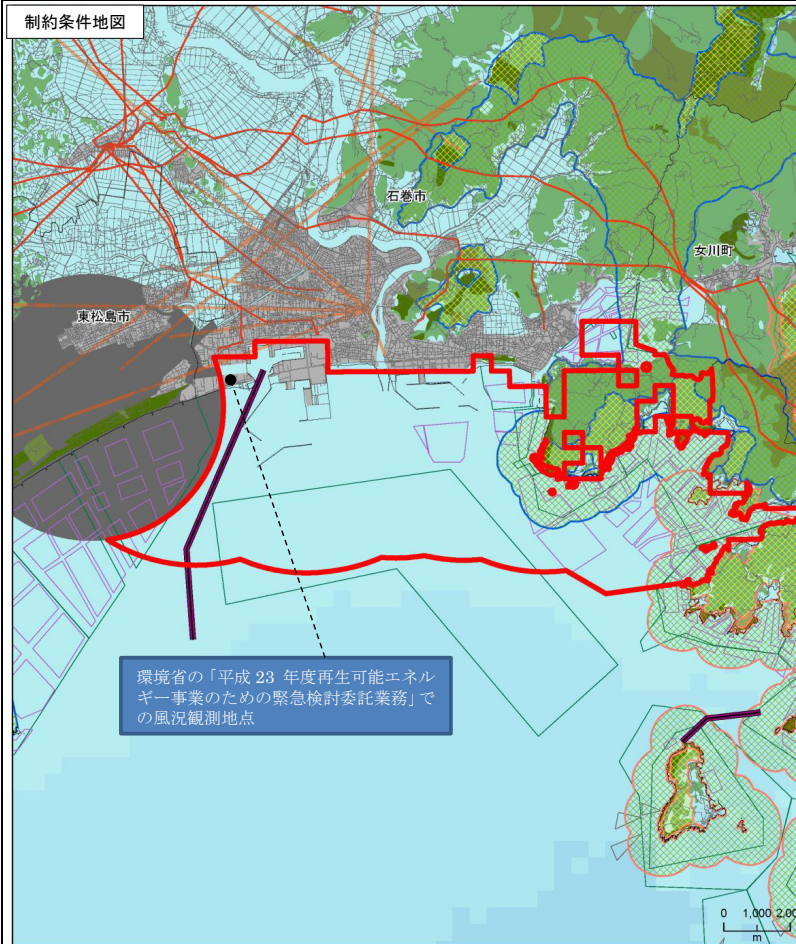 制約条件地図
石巻市
女川町
東松島市
環境省の「平成 23 年度再生可能エネル
ギー事業のための緊急検討委託業務」で
の風況観測地点
0 1,000 2,00
m